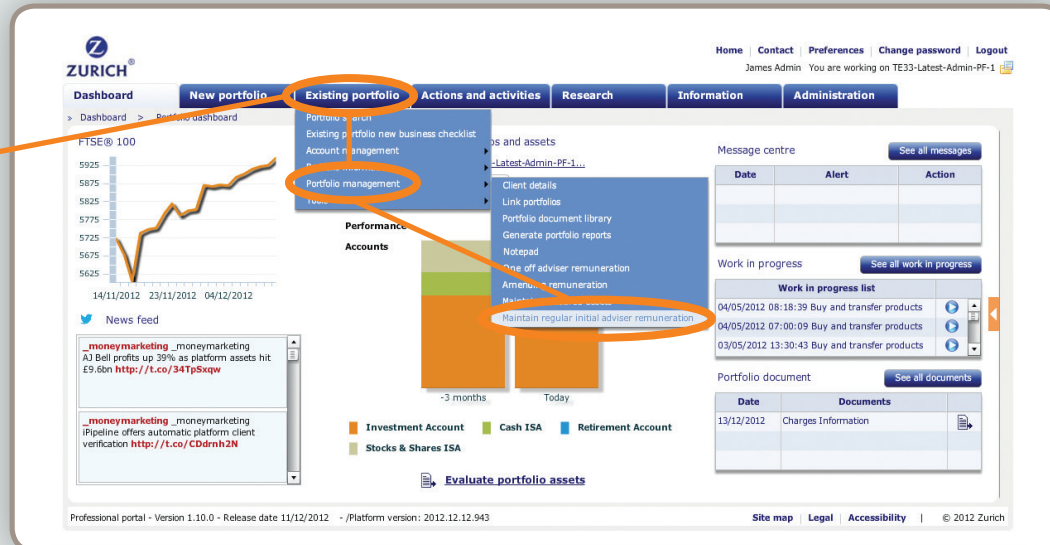 ZURICH®
Home | Contact | Preferences | Change password | Logout
James Admin You are working on TE33-Latest-Admin-PF-1
Dashboard New portfolio Existing portfolio Actions and activities Research Information Administration
» Dashboard > Portfolio dashboard
FTSE® 100
5925
5875
5825
5775
5725
5675
5625
14/11/2012 23/11/2012 04/12/2012
News feed
_moneymarketing _moneymarketing
AJ Bell profits up 39% as platform assets hit
£9.6bn http://t.co/34TpSxqw
_moneymarketing _moneymarketing
iPipeline offers automatic platform client
verification http://t.co/CDdrnh2N
Portfolio search
Existing portfolio new business checklist
Account management
Portfolio management
Tools
and assets
-Latest-Admin-PF-1...
Client details
Link portfolios
Portfolio document library
Generate portfolio reports
Notepad
One off adviser remuneration
Amending remuneration
Maintain regular initial adviser remuneration
Performance
Accounts
-3 months Today
Investment Account Cash ISA Retirement Account
Stocks & Shares ISA
Evaluate portfolio assets
Message centre See all messages
Date Alert Action
Work in progress See all work in progress
Work in progress list
04/05/2012 08:18:39 Buy and transfer products
04/05/2012 07:00:09 Buy and transfer products
03/05/2012 13:30:43 Buy and transfer products
Portfolio document See all documents
Date Documents
13/12/2012 Charges Information
Professional portal - Version 1.10.0 - Release date 11/12/2012 - /Platform version: 2012.12.12.943
Site map | Legal | Accessibility | © 2012 Zurich